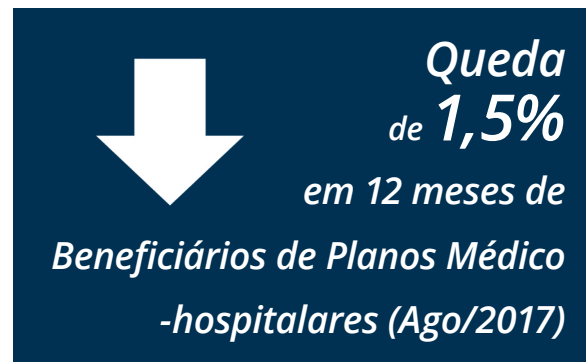 Queda
de 1,5%
em 12 meses de
Beneficiários de Planos Médico
-hospitalares (Ago/2017)